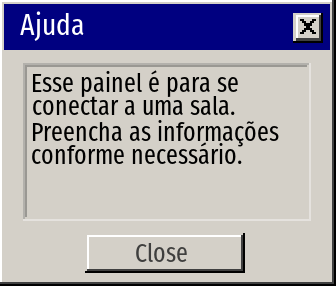 Ajuda
Esse painel é para se
conectar a uma sala.
Preencha as informações
conforme necessário.
Close